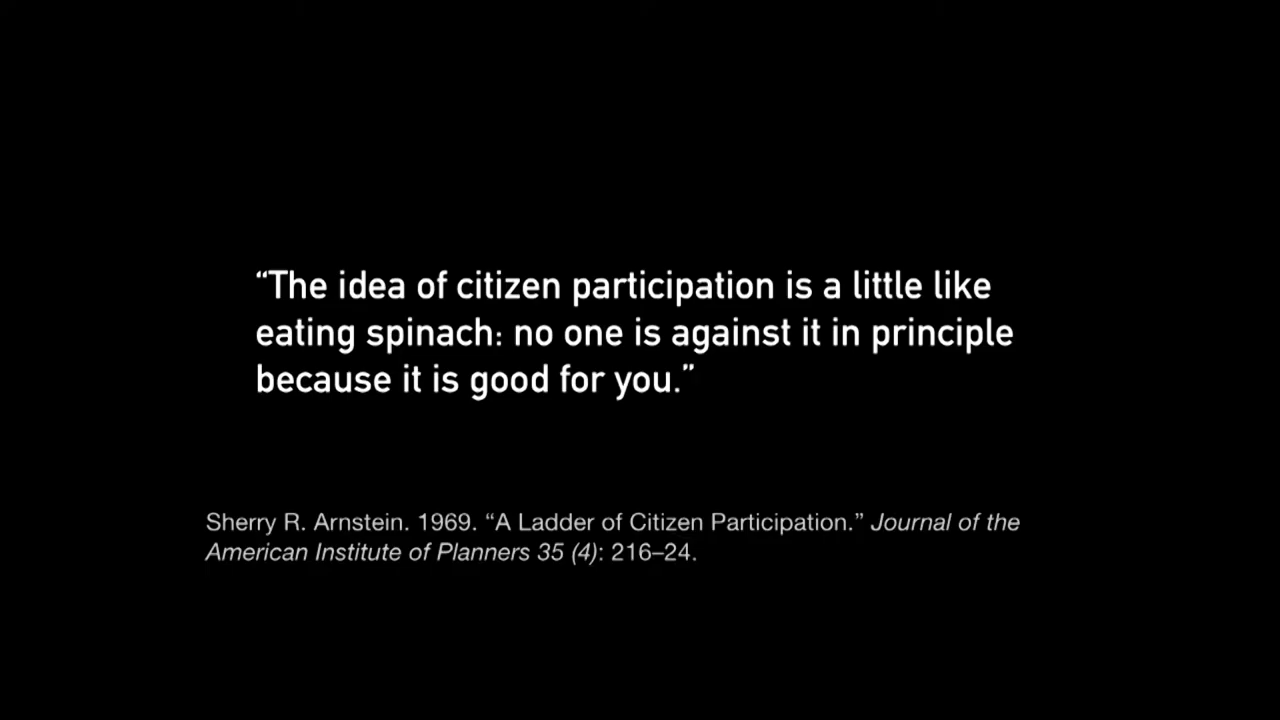 “The idea of citizen participation is a little like
eating spinach: no one is against it in principle
because it is good for you.”
Sherry R. Arnstein. 1969. “A Ladder of Citizen Participation.” Journal of the
American Institute of Planners 35 (4): 216–24.